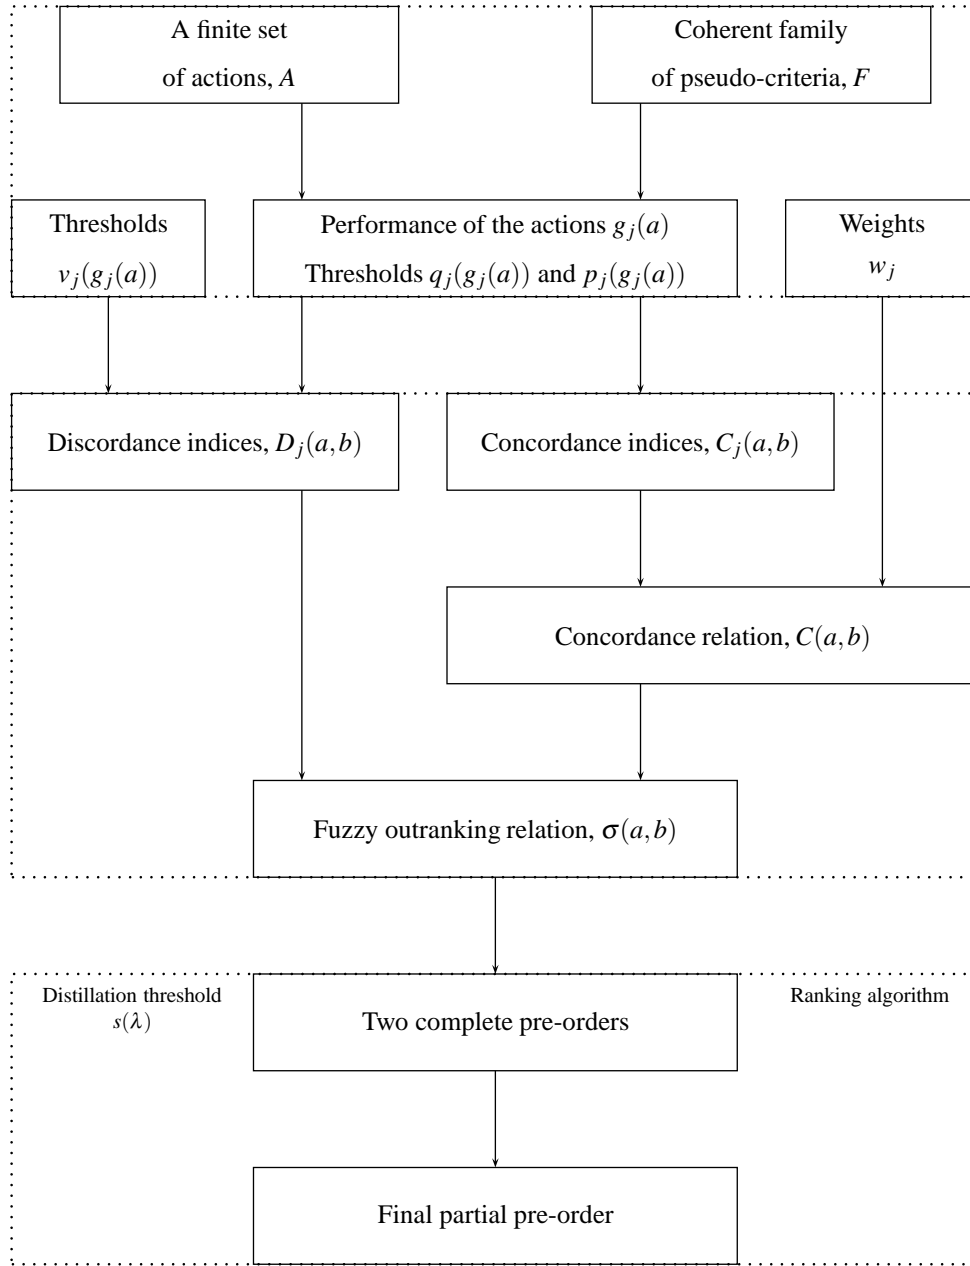 A finite set
of actions, A
Coherent family
of pseudo-criteria, F
Thresholds
v_j(g_j(a))
Performance of the actions g_j(a)
Thresholds q_j(g_j(a)) and p_j(g_j(a))
Weights
w_j
Discordance indices, D_j(a,b)
Concordance indices, C_j(a,b)
Concordance relation, C(a,b)
Fuzzy outranking relation, σ(a,b)
Distillation threshold
s(λ)
Two complete pre-orders
Ranking algorithm
Final partial pre-order